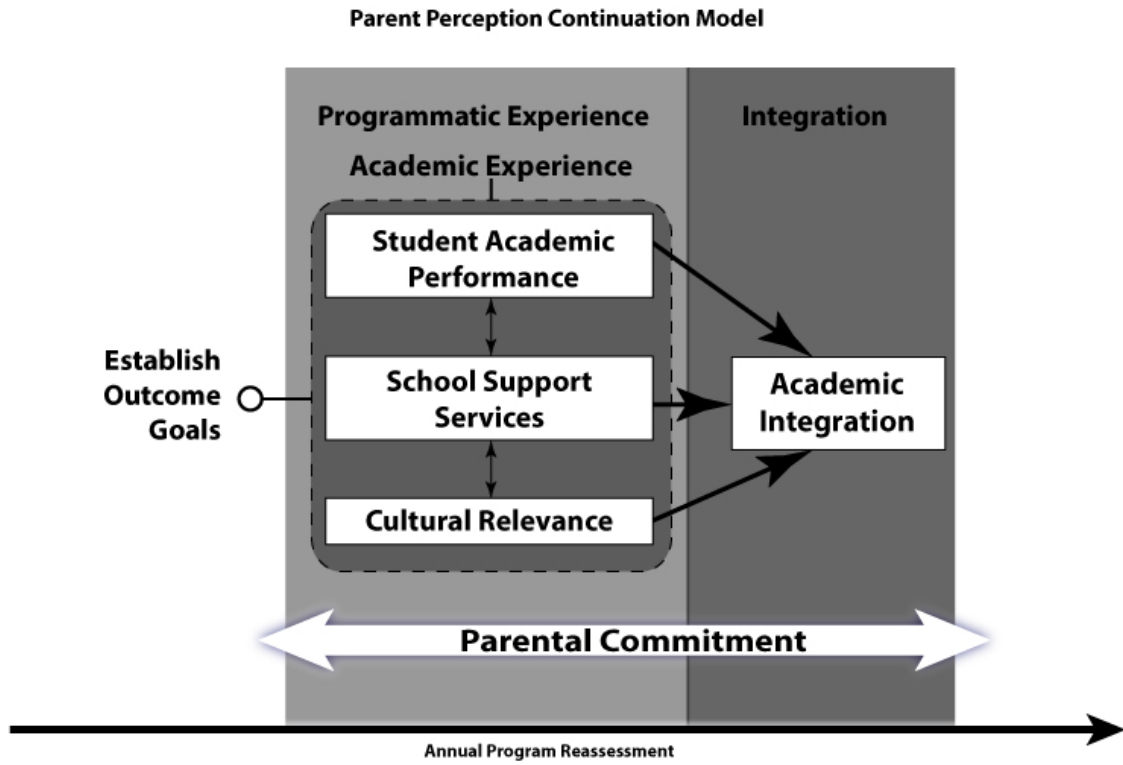 Parent Perception Continuation Model
Programmatic Experience
Integration
Academic Experience
Student Academic
Performance
Establish
Outcome
Goals
School Support
Services
Academic
Integration
Cultural Relevance
Parental Commitment
Annual Program Reassessment